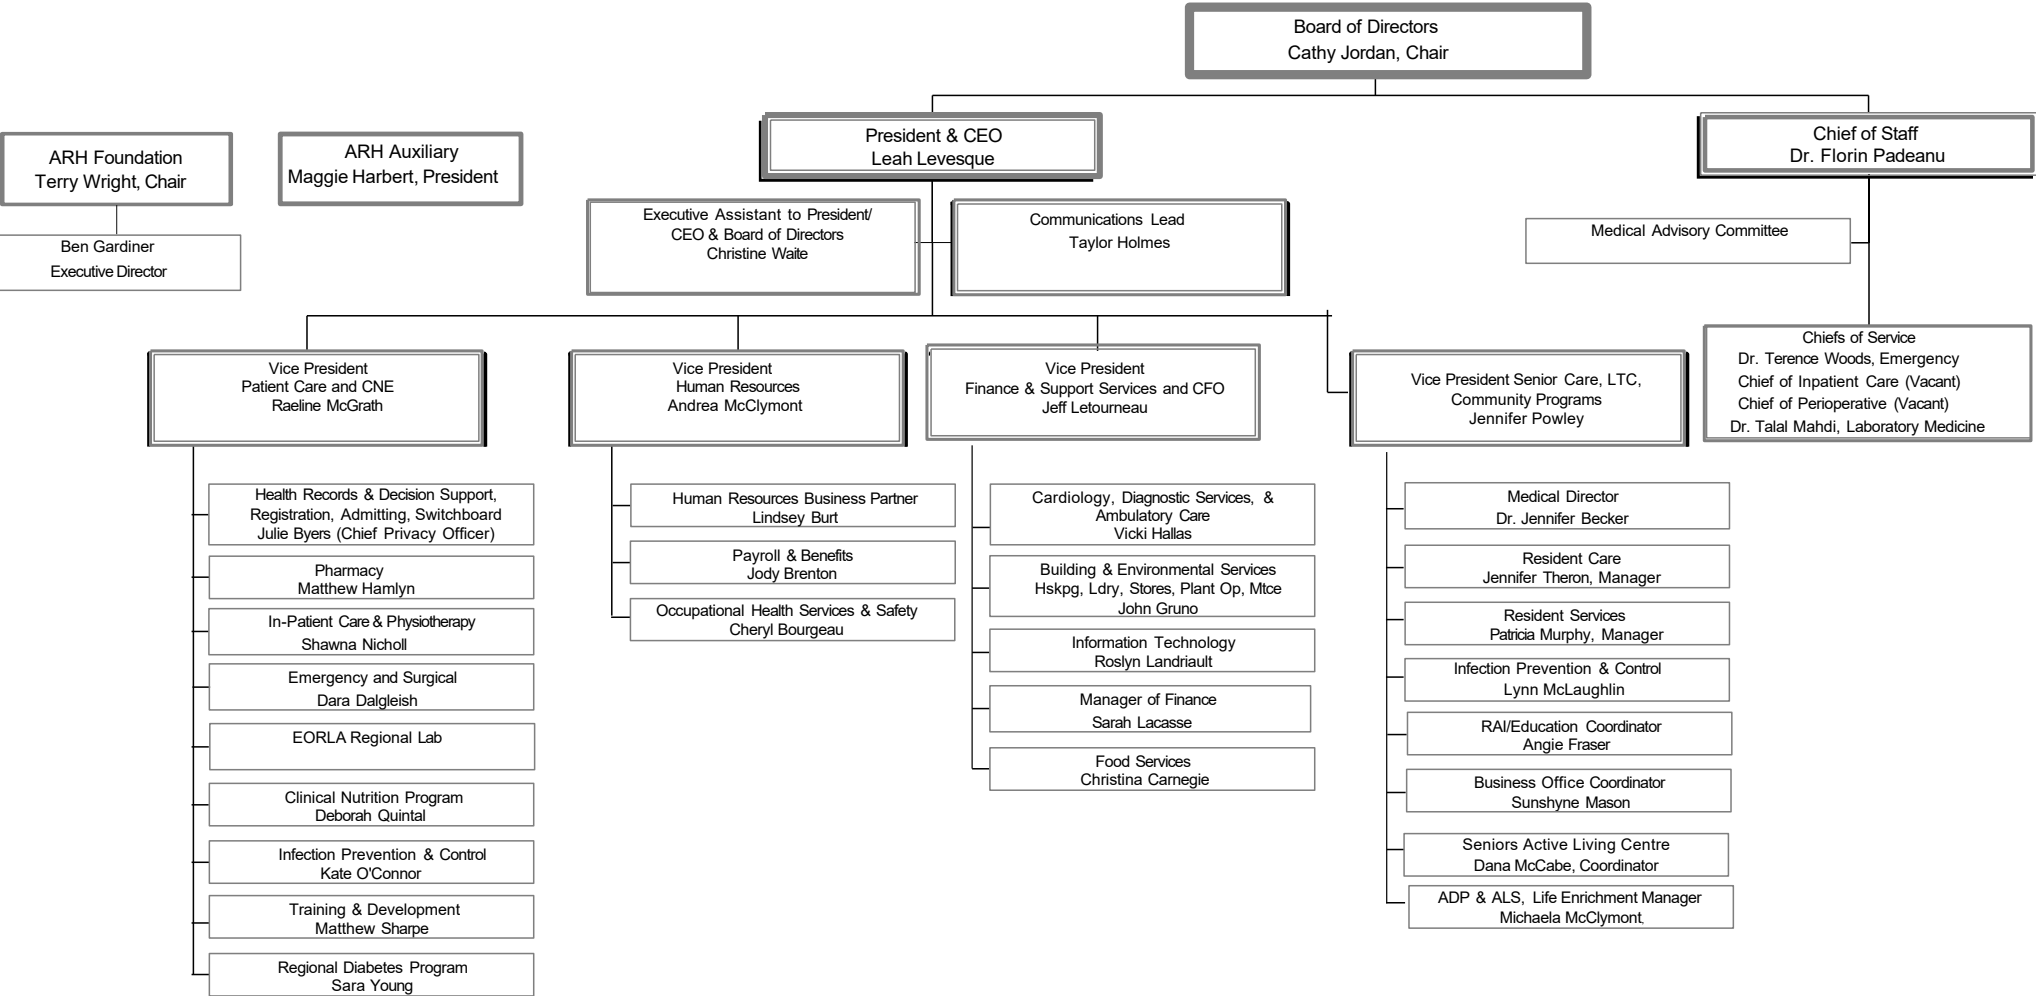 Board of Directors
Cathy Jordan, Chair
President & CEO
Leah Levesque
Chief of Staff
Dr. Florin Padeanu
ARH Foundation
Terry Wright, Chair
ARH Auxiliary
Maggie Harbert, President
Ben Gardiner
Executive Director
Executive Assistant to President/
CEO & Board of Directors
Christine Waite
Communications Lead
Taylor Holmes
Medical Advisory Committee
Chiefs of Service
Dr. Terence Woods, Emergency
Chief of Inpatient Care (Vacant)
Chief of Perioperative (Vacant)
Dr. Talal Mahdi, Laboratory Medicine
Vice President
Patient Care and CNE
Raeline McGrath
Vice President
Human Resources
Andrea McClymont
Vice President
Finance & Support Services and CFO
Jeff Letourneau
Vice President Senior Care, LTC,
Community Programs
Jennifer Powley
Health Records & Decision Support,
Registration, Admitting, Switchboard
Julie Byers (Chief Privacy Officer)
Pharmacy
Matthew Hamlyn
In-Patient Care & Physiotherapy
Shawna Nicholl
Emergency and Surgical
Dara Dalgleish
EORLA Regional Lab
Clinical Nutrition Program
Deborah Quintal
Infection Prevention & Control
Kate O'Connor
Training & Development
Matthew Sharpe
Regional Diabetes Program
Sara Young
Human Resources Business Partner
Lindsey Burt
Payroll & Benefits
Jody Brenton
Occupational Health Services & Safety
Cheryl Bourgeau
Cardiology, Diagnostic Services, &
Ambulatory Care
Vicki Hallas
Building & Environmental Services
Hskpg, Ldry, Stores, Plant Op, Mtce
John Gruno
Information Technology
Roslyn Landriault
Manager of Finance
Sarah Lacasse
Food Services
Christina Carnegie
Medical Director
Dr. Jennifer Becker
Resident Care
Jennifer Theron, Manager
Resident Services
Patricia Murphy, Manager
Infection Prevention & Control
Lynn McLaughlin
RAI/Education Coordinator
Angie Fraser
Business Office Coordinator
Sunshyne Mason
Seniors Active Living Centre
Dana McCabe, Coordinator
ADP & ALS, Life Enrichment Manager
Michaela McClymont,